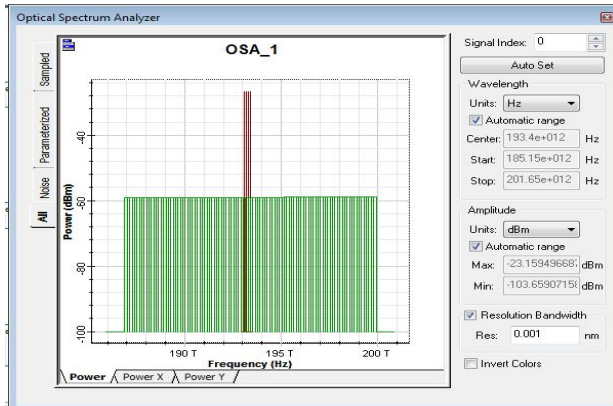 Optical Spectrum Analyzer
Signal Index: 0
Auto Set
Wavelength
Units: Hz
Automatic range
Center: 193.4e+012 Hz
Start: 185.15e+012 Hz
Stop: 201.65e+012 Hz
Amplitude
Units: dBm
Automatic range
Max: -23.15949668 dBm
Min: -103.6590715 dBm
Resolution Bandwidth
Res: 0.001 nm
Invert Colors
Sampled
Parameterized
Noise
All
OSA_1
Power (dBm)
-40
-60
-80
-100
190 T 195 T 200 T
Frequency (Hz)
Power Power X Power Y